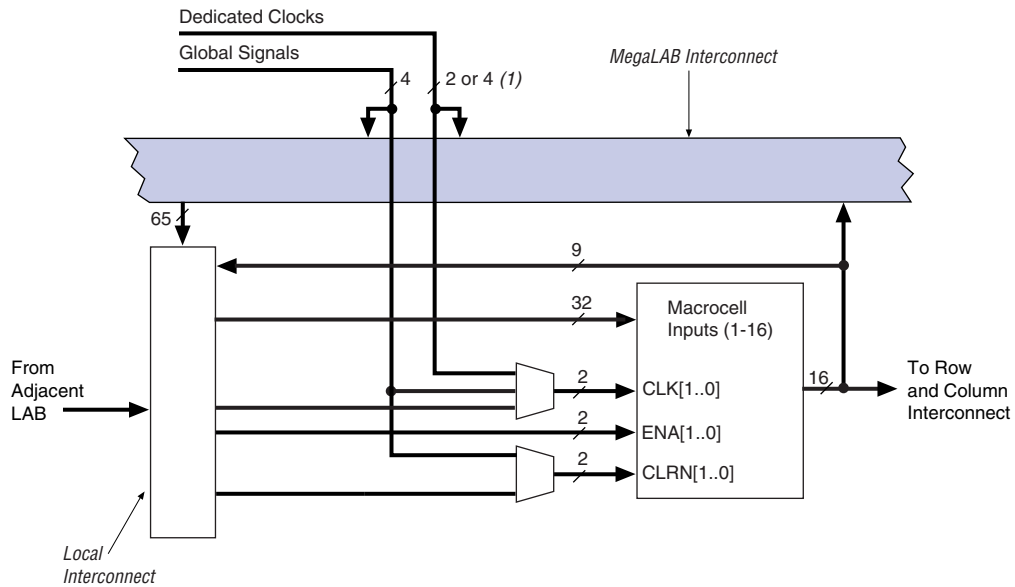 Dedicated Clocks
Global Signals
4
2 or 4 (1)
MegaLAB Interconnect
65
9
32
Macrocell
Inputs (1-16)
From
Adjacent
LAB
2
CLK[1..0]
16
To Row
and Column
Interconnect
2
ENA[1..0]
2
CLRN[1..0]
Local
Interconnect